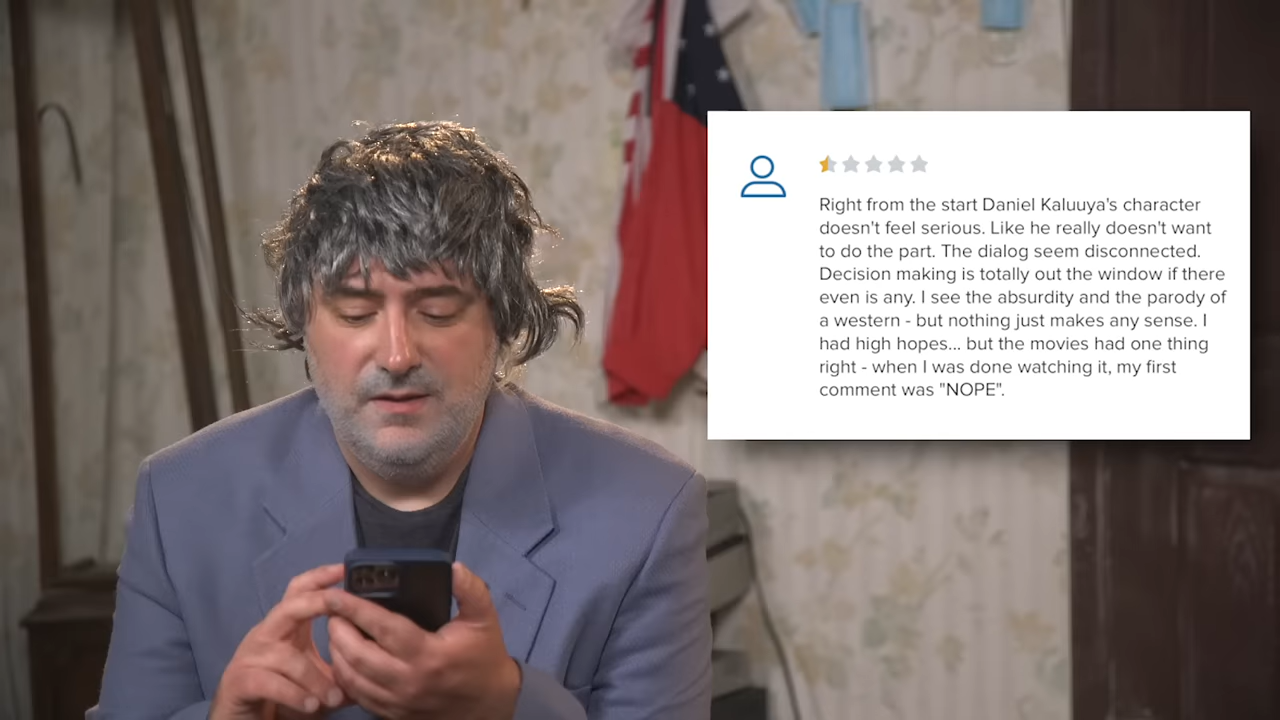 Right from the start Daniel Kaluuya's character
doesn't feel serious. Like he really doesn't want
to do the part. The dialog seem disconnected.
Decision making is totally out the window if there
even is any. I see the absurdity and the parody of
a western - but nothing just makes any sense. I
had high hopes... but the movies had one thing
right - when I was done watching it, my first
comment was "NOPE".